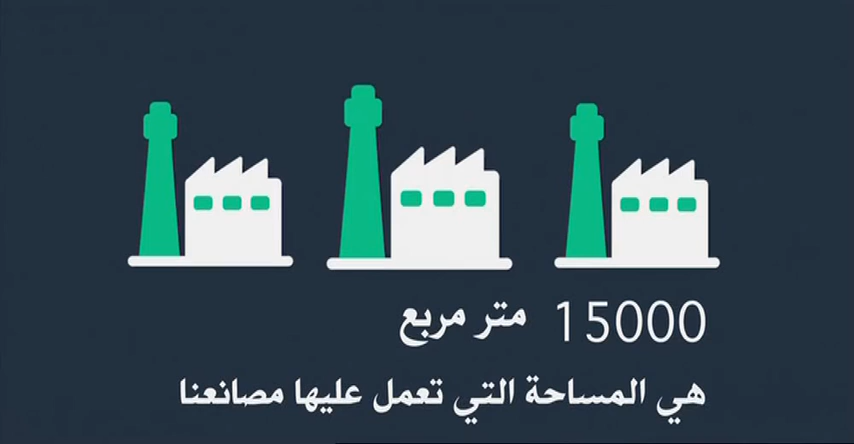 15000 متر مربع
هي المساحة التي تعمل عليها مصانعنا